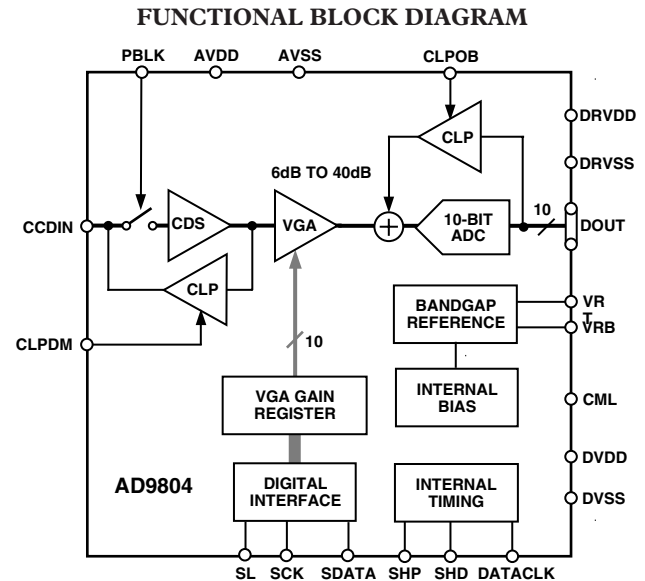 FUNCTIONAL BLOCK DIAGRAM
PBLK AVDD AVSS CLPOB
DRVDD
CLP
DRVSS
6dB TO 40dB
CCDIN
CDS
VGA
+
10-BIT
ADC
10
DOUT
CLP
BANDGAP
REFERENCE
VR
T
VRB
CLPDM
10
VGA GAIN
REGISTER
INTERNAL
BIAS
CML
DVDD
AD9804
DIGITAL
INTERFACE
INTERNAL
TIMING
DVSS
SL SCK SDATA SHP SHD DATACLK